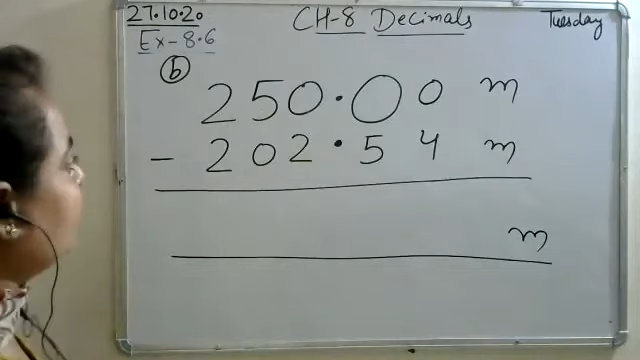 27.10.20 CH-8 Decimals Tuesday
Ex-8.6
(b)
250.00 m
- 202.54 m
m